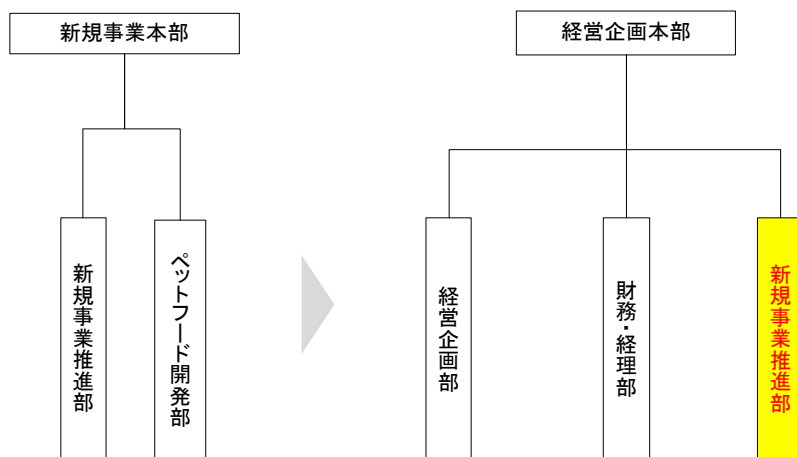 新規事業本部
新規事業推進部
ペットフード開発部
経営企画本部
経営企画部
財務・経理部
新規事業推進部